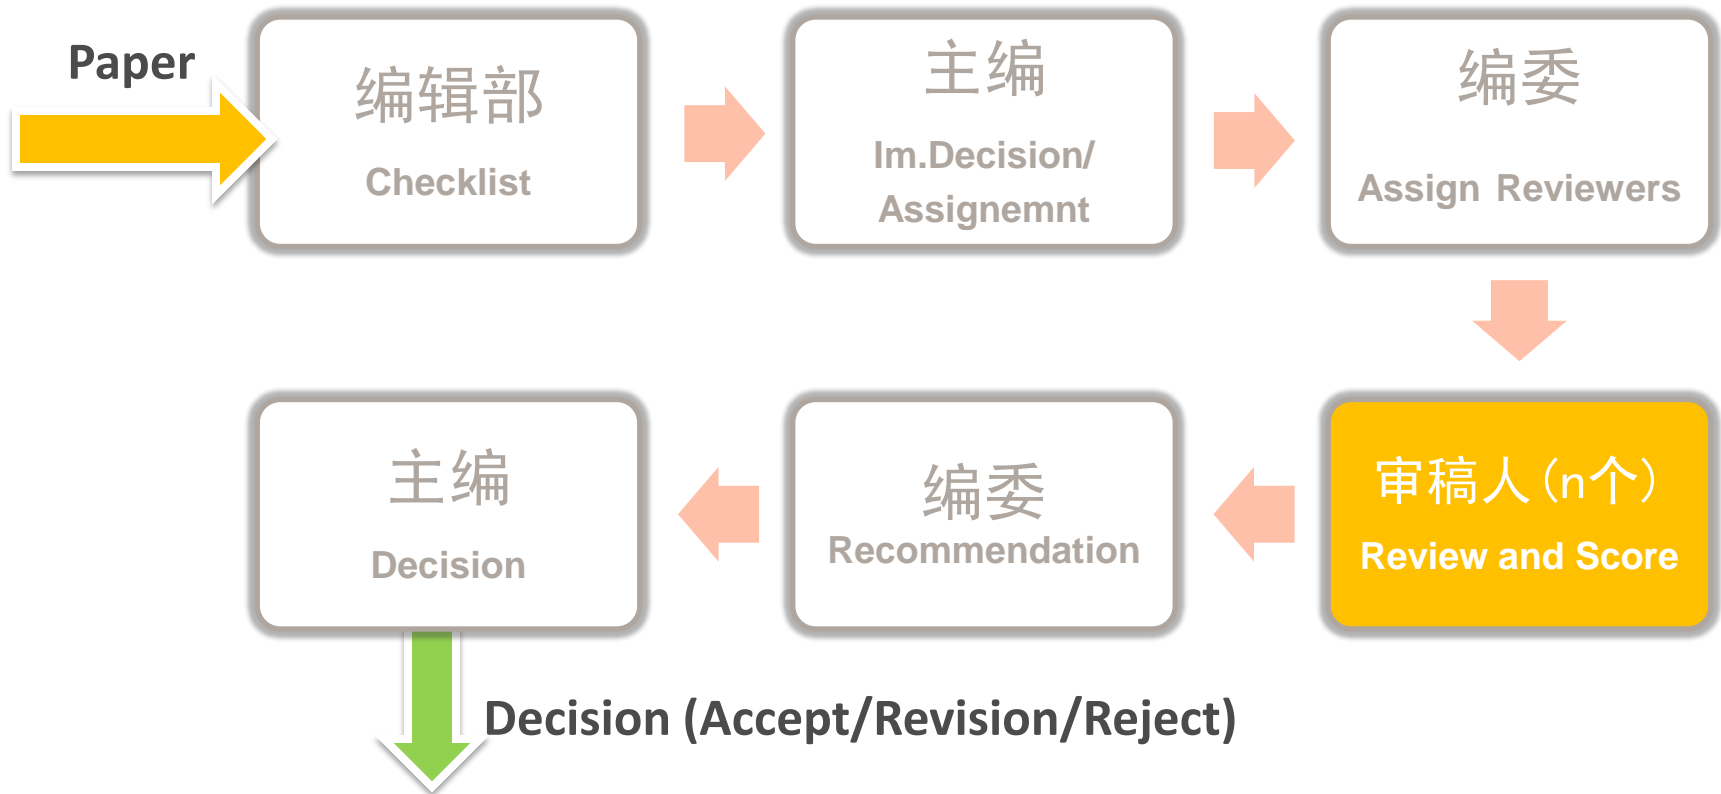 Paper
编辑部
Checklist
主编
Im.Decision/
Assignemnt
编委
Assign Reviewers
审稿人(n个)
Review and Score
编委
Recommendation
主编
Decision
Decision (Accept/Revision/Reject)